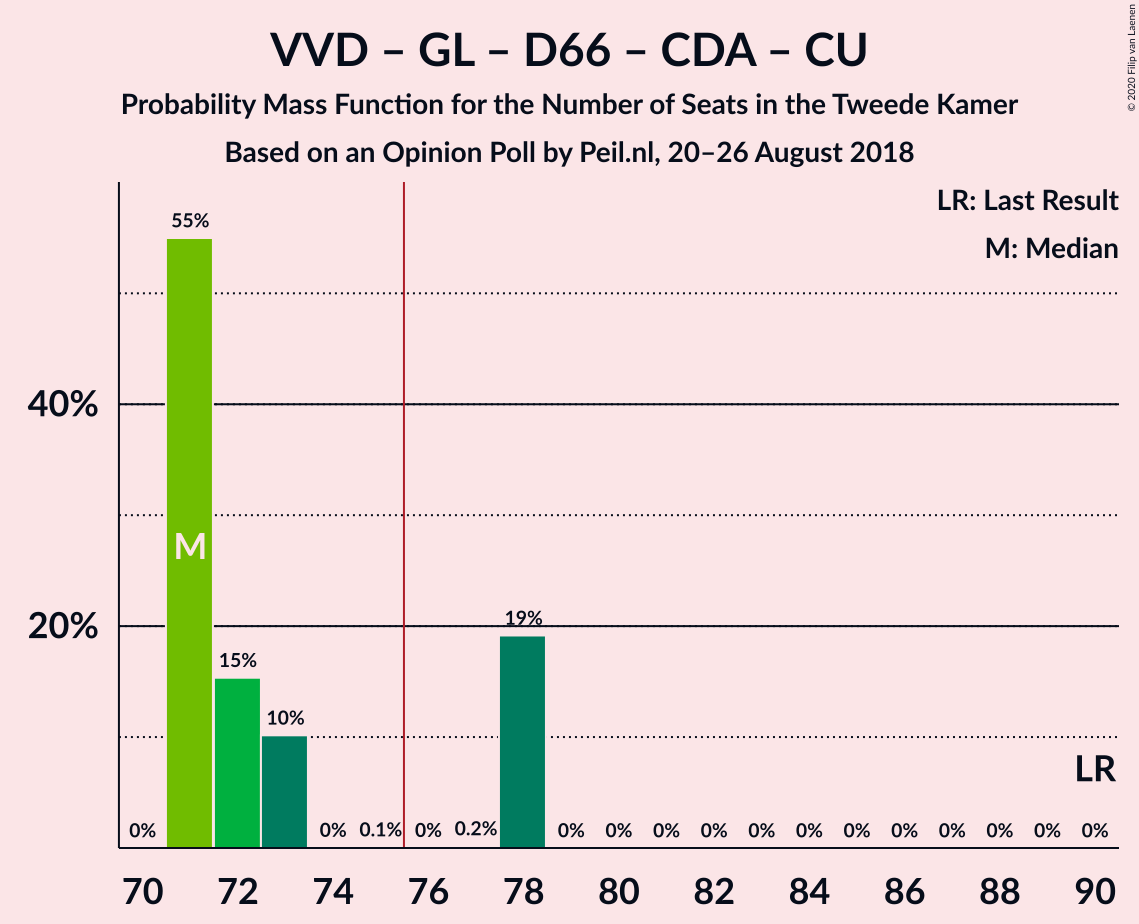 VVD – GL – D66 – CDA – CU
Probability Mass Function for the Number of Seats in the Tweede Kamer
Based on an Opinion Poll by Peil.nl, 20–26 August 2018
© 2020 Filip van Laenen
LR: Last Result
M: Median
55%
40%
M
20%
19%
15%
10%
LR
0% 0% 0.1% 0% 0.2% 0% 0% 0% 0% 0% 0% 0% 0% 0% 0% 0% 0%
70 72 74 76 78 80 82 84 86 88 90